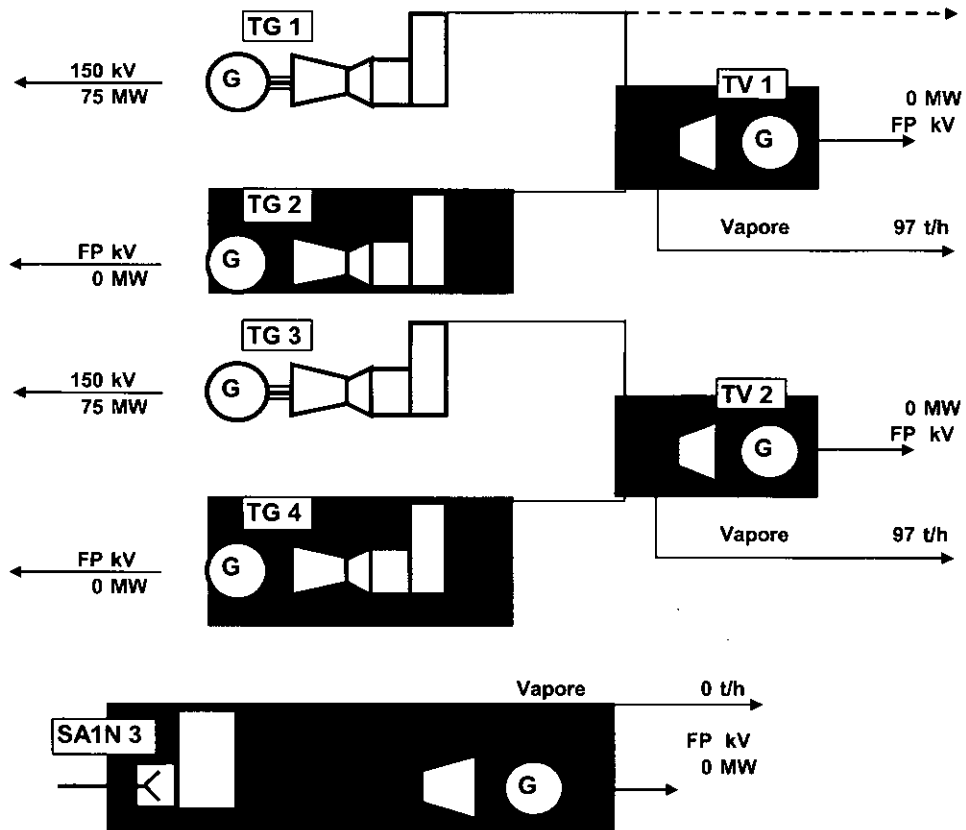 TG 1
150 kV
75 MW
G
TV 1
G
0 MW
FP kV
TG 2
FP kV
0 MW
G
Vapore 97 t/h
TG 3
150 kV
75 MW
G
TV 2
G
0 MW
FP kV
TG 4
FP kV
0 MW
G
Vapore 97 t/h
Vapore 0 t/h
SA1N 3
FP kV
0 MW
G